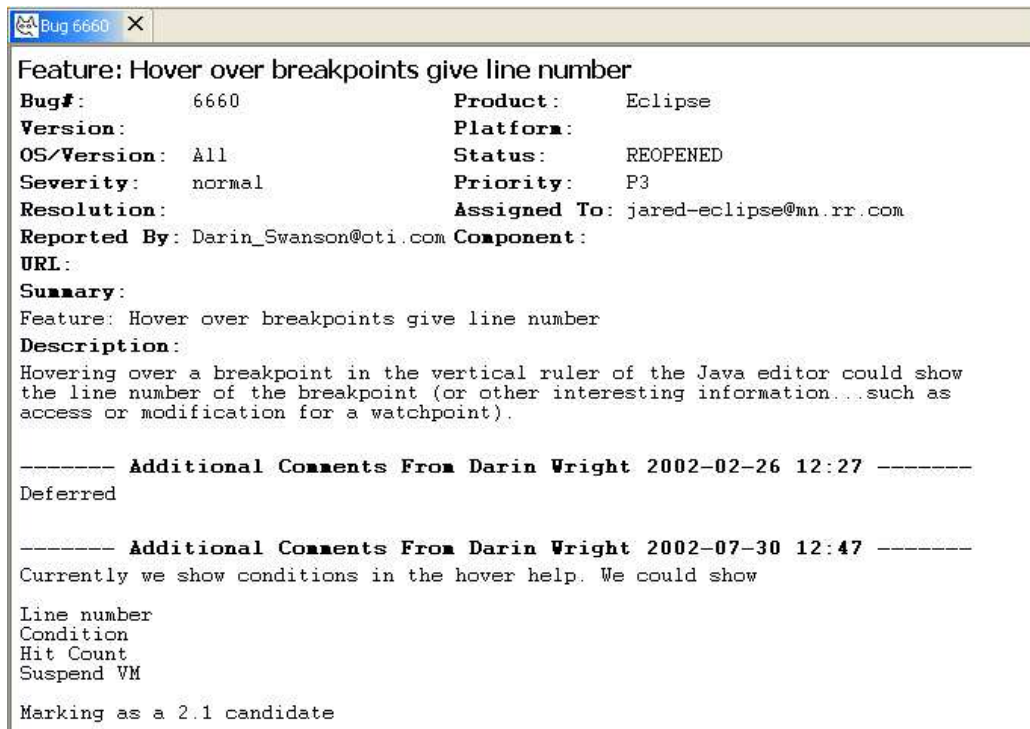 Bug 6660
Feature: Hover over breakpoints give line number
Bug#: 6660 Product: Eclipse
Version: Platform:
OS/Version: All Status: REOPENED
Severity: normal Priority: P3
Resolution: Assigned To: jared-eclipse@mn.rr.com
Reported By: Darin_Swanson@oti.com Component:
URL:
Summary:
Feature: Hover over breakpoints give line number
Description:
Hovering over a breakpoint in the vertical ruler of the Java editor could show
the line number of the breakpoint (or other interesting information...such as
access or modification for a watchpoint).
------- Additional Comments From Darin Wright 2002-02-26 12:27 -------
Deferred
------- Additional Comments From Darin Wright 2002-07-30 12:47 -------
Currently we show conditions in the hover help. We could show
Line number
Condition
Hit Count
Suspend VM
Marking as a 2.1 candidate